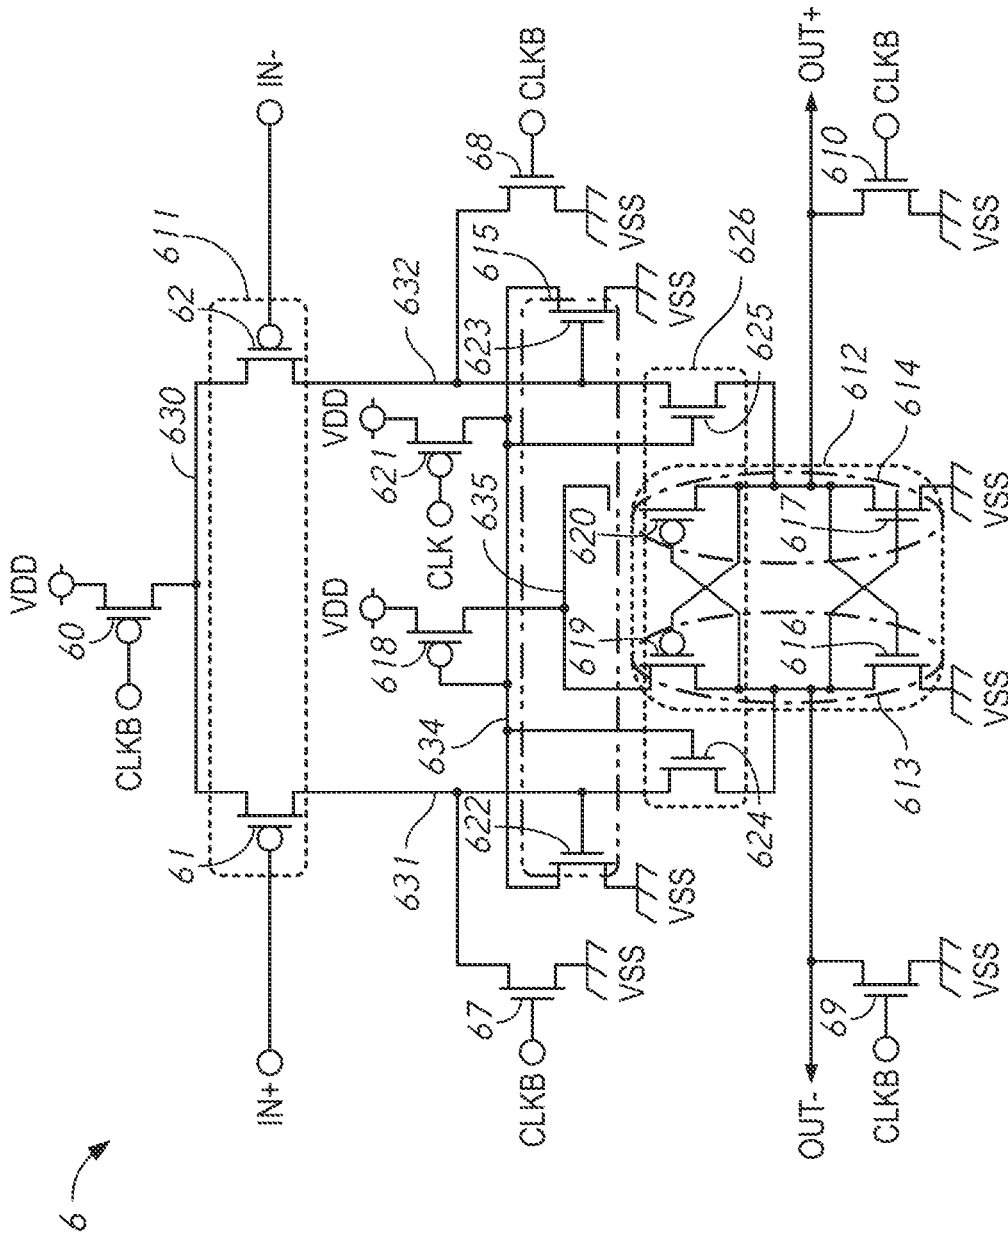 VDD
6
60
CLKB
611
61
630
62
IN+
IN-
VDD
VDD
618
621
631
632
634
CLK
67
622
635
623
615
68
CLKB
CLKB
619
620
VSS
VSS
VSS
VSS
626
624
625
616
617
OUT-
OUT+
69
610
612
CLKB
CLKB
613
614
VSS
VSS
VSS
VSS